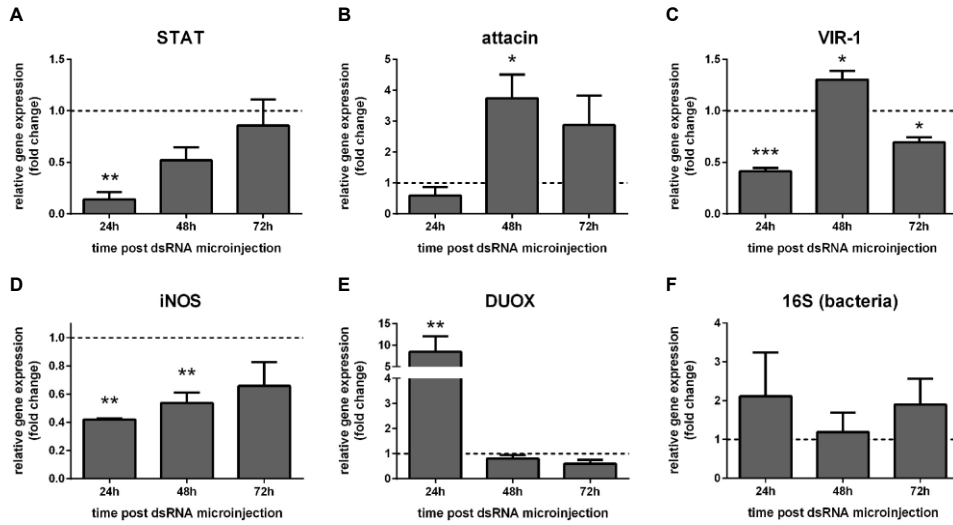 A
STAT
relative gene expression
(fold change)
1.5
1.0
0.5
0.0
**
24h 48h 72h
time post dsRNA microinjection
B
attacin
relative gene expression
(fold change)
5
4
3
2
1
0
*
24h 48h 72h
time post dsRNA microinjection
C
VIR-1
relative gene expression
(fold change)
1.5
1.0
0.5
0.0
***
*
*
24h 48h 72h
time post dsRNA microinjection
D
iNOS
relative gene expression
(fold change)
1.0
0.8
0.6
0.4
0.2
0.0
**
**
24h 48h 72h
time post dsRNA microinjection
E
DUOX
relative gene expression
(fold change)
15
10
5
4
3
2
1
0
**
24h 48h 72h
time post dsRNA microinjection
F
16S (bacteria)
relative gene expression
(fold change)
4
3
2
1
0
24h 48h 72h
time post dsRNA microinjection